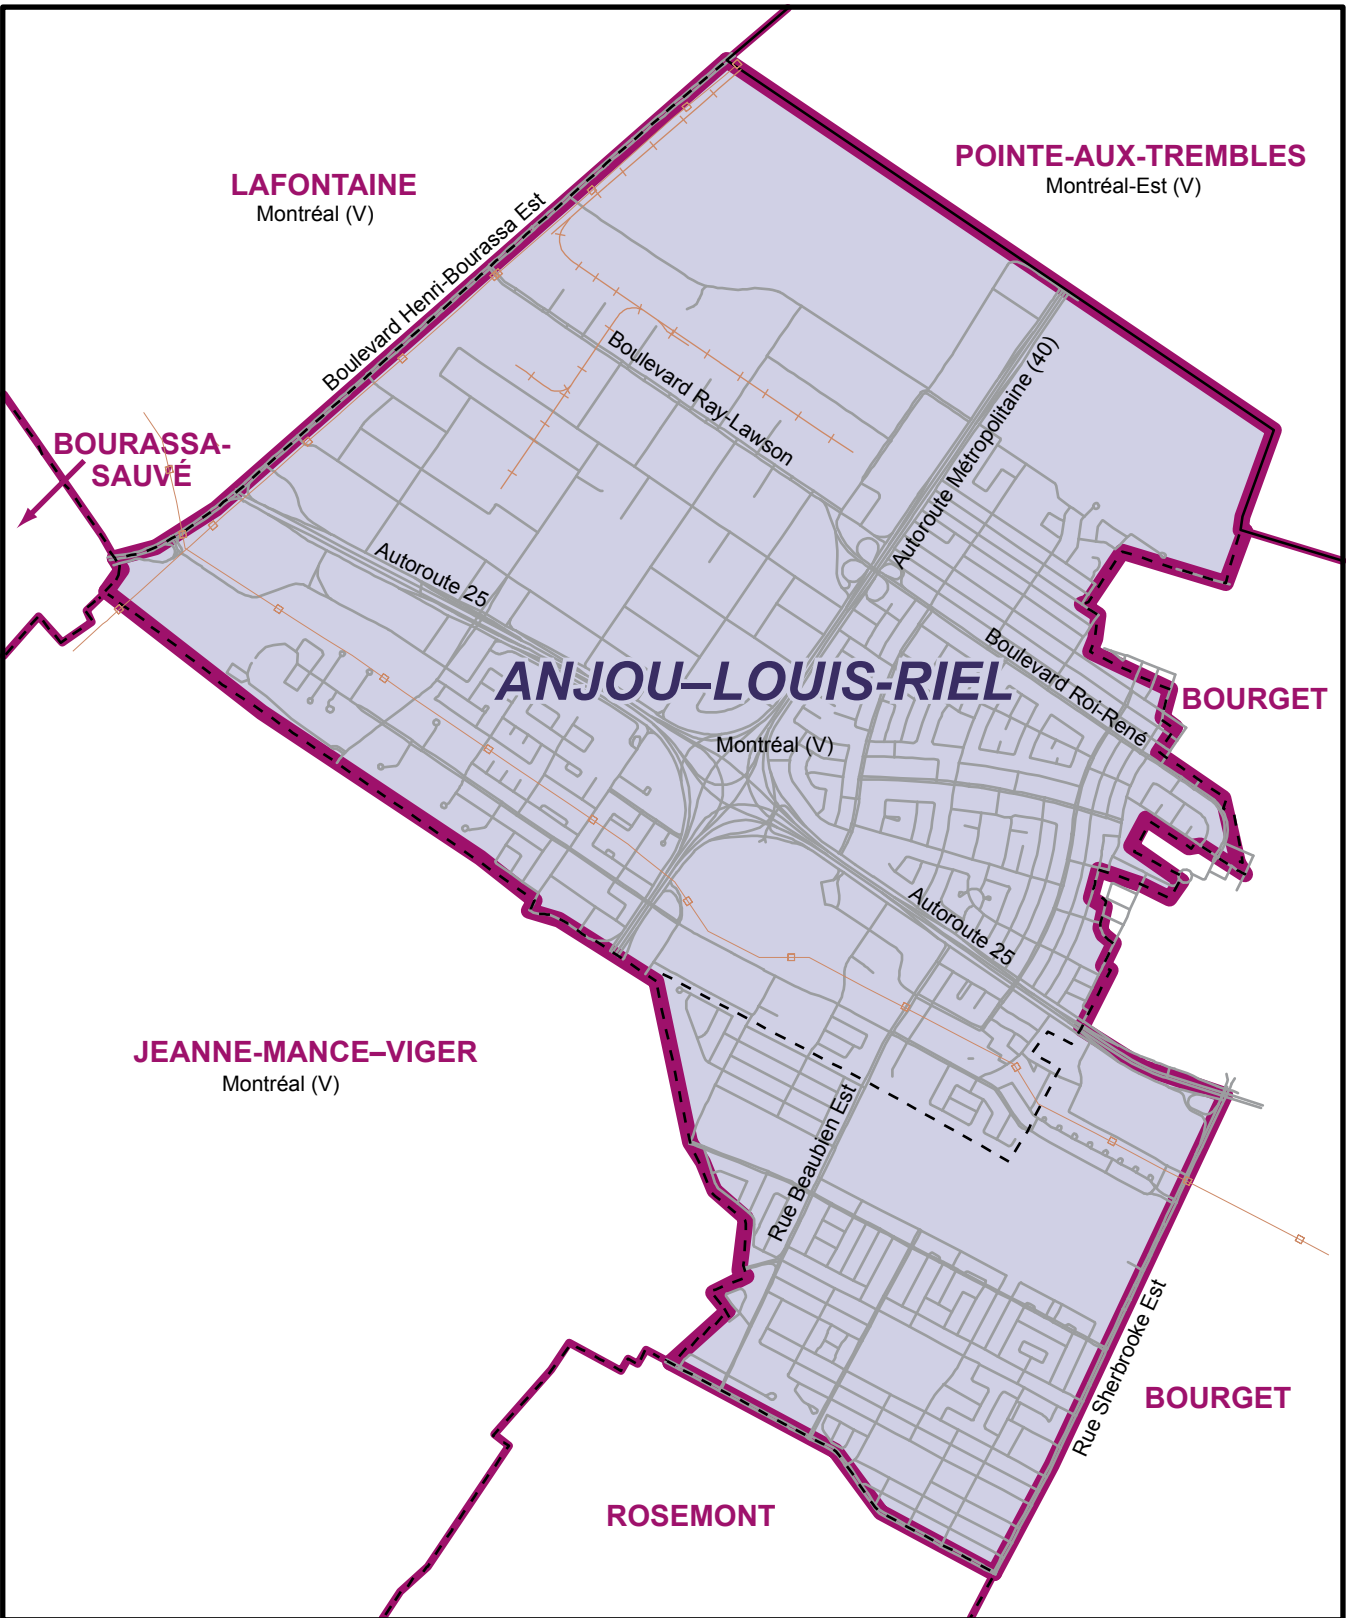 POINTE-AUX-TREMBLES
Montréal-Est (V)
LAFONTAINE
Montréal (V)
Boulevard Henri-Bourassa Est
Boulevard Ray-Lawson
Autoroute Métropolitaine (40)
BOURASSA-
SAUVÉ
Autoroute 25
Boulevard Roi-René
ANJOU–LOUIS-RIEL
Montréal (V)
BOURGET
Autoroute 25
JEANNE-MANCE–VIGER
Montréal (V)
Rue Beaubien Est
Rue Sherbrooke Est
BOURGET
ROSEMONT